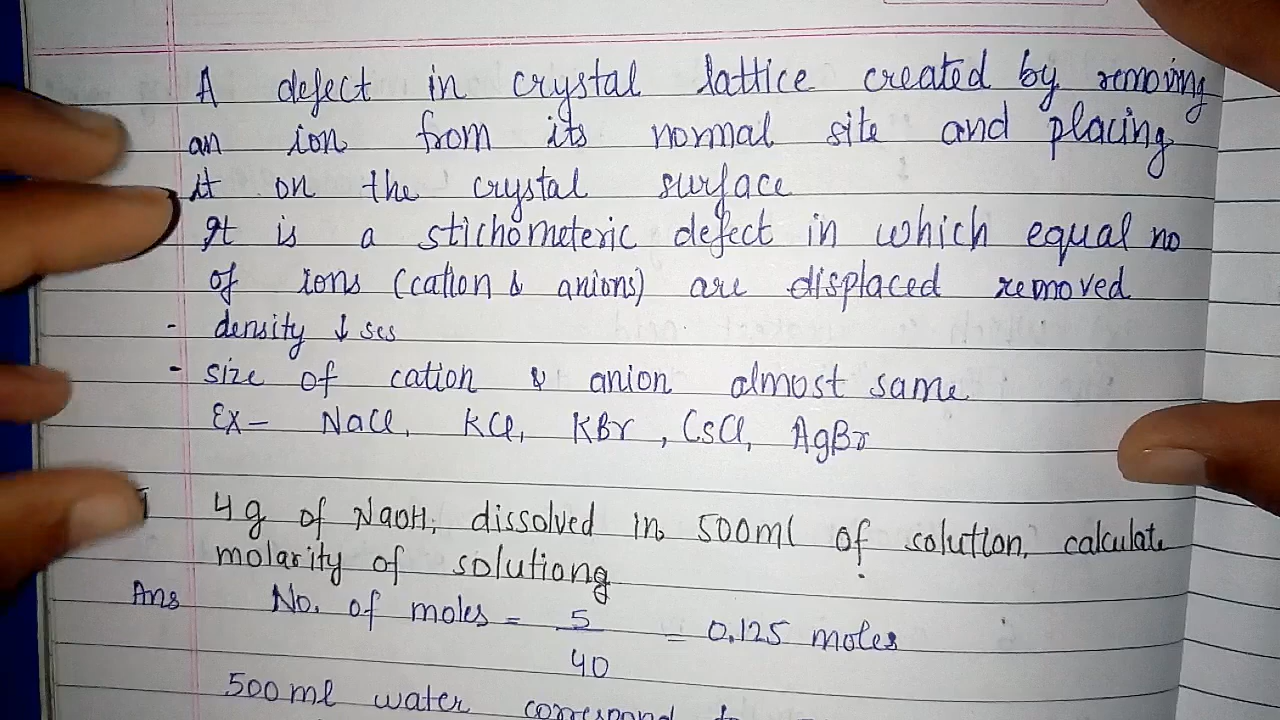 A defect in crystal lattice created by removing
an ion from its normal site and placing
it on the crystal surface
It is a stichometeric defect in which equal no
of ions (cation & anions) are displaced removed
- density ↓ses
- size of cation & anion almost same
Ex- NaCl, KCl, KBr, CsCl, AgBr
4g of NaOH, dissolved in 500ml of solution, calculate
molarity of solution
Ans No. of moles = 5/40 = 0.125 moles
500ml water correspond to